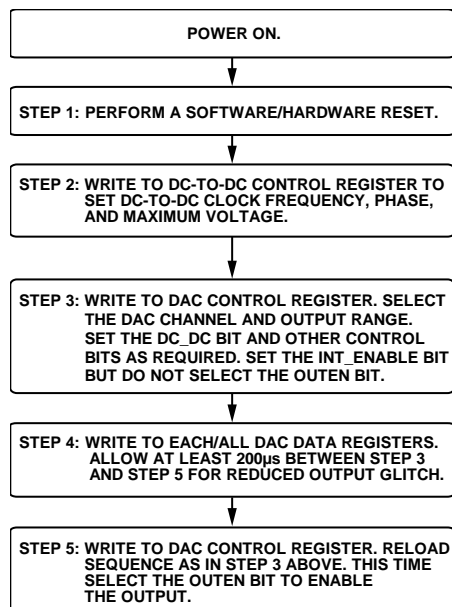 POWER ON.
STEP 1: PERFORM A SOFTWARE/HARDWARE RESET.
STEP 2: WRITE TO DC-TO-DC CONTROL REGISTER TO
SET DC-TO-DC CLOCK FREQUENCY, PHASE,
AND MAXIMUM VOLTAGE.
STEP 3: WRITE TO DAC CONTROL REGISTER. SELECT
THE DAC CHANNEL AND OUTPUT RANGE.
SET THE DC_DC BIT AND OTHER CONTROL
BITS AS REQUIRED. SET THE INT_ENABLE BIT
BUT DO NOT SELECT THE OUTEN BIT.
STEP 4: WRITE TO EACH/ALL DAC DATA REGISTERS.
ALLOW AT LEAST 200µs BETWEEN STEP 3
AND STEP 5 FOR REDUCED OUTPUT GLITCH.
STEP 5: WRITE TO DAC CONTROL REGISTER. RELOAD
SEQUENCE AS IN STEP 3 ABOVE. THIS TIME
SELECT THE OUTEN BIT TO ENABLE
THE OUTPUT.